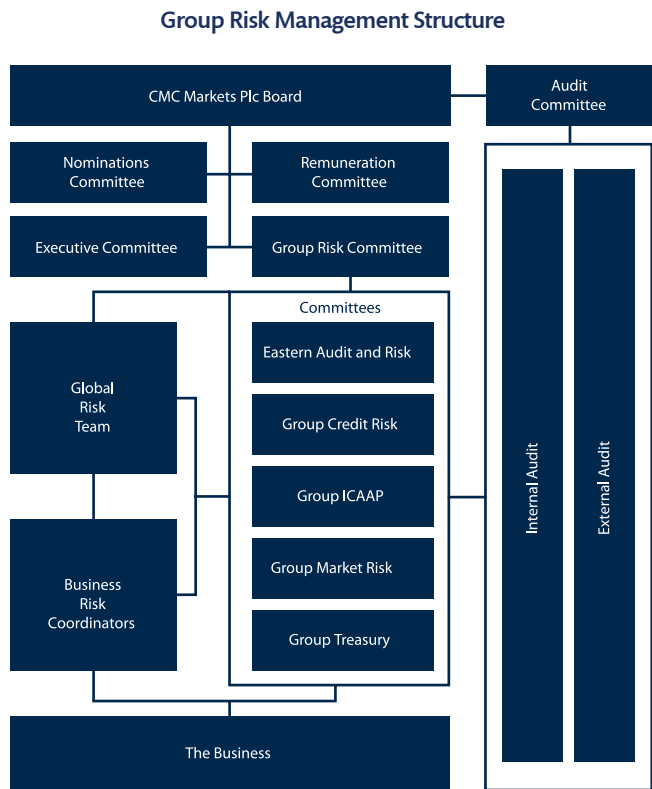 Group Risk Management Structure
CMC Markets Plc Board
Audit
Committee
Nominations
Committee
Remuneration
Committee
Executive Committee
Group Risk Committee
Committees
Eastern Audit and Risk
Global
Risk
Team
Group Credit Risk
Group ICAAP
Group Market Risk
Business
Risk
Coordinators
Group Treasury
The Business
Internal Audit
External Audit